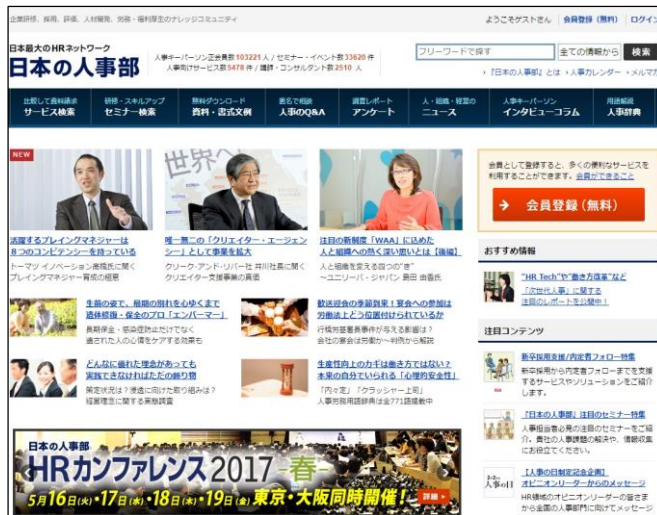 企業研修、採用、評価、人材開発、労務・福利厚生のナレッジコミュニティ
ようこそゲストさん 会員登録（無料） ログイン
日本最大のHRネットワーク
日本の人事部
人事キーパーソン正会員数103221人 / セミナー・イベント数33620 件
人事向けサービス数5478 件 / 講師・コンサルタント数2510 人
フリーワードで探す 全ての情報から 検索
『日本の人事部』とは 人事カレンダー メルマガ
比較して資料請求
サービス検索
研修・スキルアップ
セミナー検索
無料ダウンロード
資料・書式文例
匿名で相談
人事のQ&A
調査レポート
アンケート
人・組織・経営の
ニュース
人事キーパーソン
インタビューコラム
用語解説
人事辞典
NEW
世界へ
活躍するプレイングマネジャーは
8つのコンピテンシーを持っている
トーマツ イノベーション 高橋氏に聞く
プレイングマネジャー育成の極意
唯一無二の「クリエイター・エージェン
シー」として事業を拡大
クリーク・アンド・リバー社 井川社長に聞く
クリエイター支援事業の真価
注目の新制度「WAA」に込めた
人と組織への熱く深い思いとは【後編】
人と組織を変える四つの“き”
～ユニリーバ・ジャパン 島田 由香氏
生前の姿で、最期の別れを心ゆくまで
遺体修復・保全のプロ「エンバーマー」
長期保全・感染症防止だけでなく
遺された人の心情をケアする効果も
歓送迎会の季節到来！宴会への参加は
労働法上どう位置付けられているか
行橋労基署長事件が与える影響は？
会社の宴会は労働か～判例から解説
どんなに優れた理念があっても
実践できなければただの飾り物
策定状況は？浸透に向けた取り組みは？
経営理念に関する実態調査
生産性向上のカギは働き方ではない？
本来の自分でいられる「心理的安全性」
「内々定」「クラッシャー上司」
人事労務用語辞典は全771語掲載中
日本の人事部
HRカンファレンス2017-春-
5月16日(火)・17日(水)・18日(木)・19日(金) 東京・大阪同時開催！
詳細
会員として登録すると、多くの便利なサービスを
利用することができます。会員ができること
会員登録（無料）
おすすめ情報
“HR Tech”や“働き方改革”など
「次世代人事」に関する
注目のレポートを公開中！
注目コンテンツ
新卒採用支援/内定者フォロー特集
新卒採用から内定者フォローまでを支援
するサービスやソリューションをご紹介
します。
『日本の人事部』注目のセミナー特集
人事担当者必見の注目のセミナーをご紹
介。貴社の人事課題の解決や、情報収集
にお役立てください。
人事の日
【人事の日制定記念企画】
オピニオンリーダーからのメッセージ
HR領域のオピニオンリーダーの皆さま
から全国の人事部門に向けてメッセージ